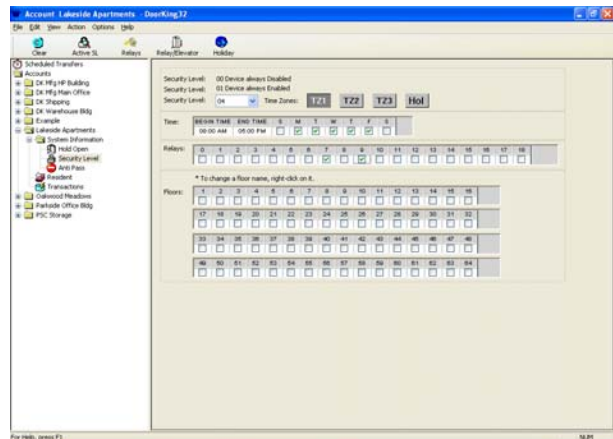 Account Lakeside Apartments - DoorKing32
File Edit View Action Options Help
Clear Active SL Relays Relay/Elevator Holiday
Scheduled Transfers
Accounts
DK Mfg HP Building
DK Mfg Main Office
DK Shipping
DK Warehouse Bldg
Example
Lakeside Apartments
System Information
Hold Open
Security Level
Anti Pass
Resident
Transactions
Oakwood Meadows
Parkside Office Bldg
PSC Storage
Security Level: 00 Device always Disabled
Security Level: 01 Device always Enabled
Security Level: 04 Time Zones: TZ1 TZ2 TZ3 Hol
Time: BEGIN TIME END TIME S M T W T F S
08:00 AM 05:00 PM
Relays: 0 1 2 3 4 5 6 7 8 9 10 11 12 13 14 15 16 17 18
* To change a floor name, right-click on it.
Floors: 1 2 3 4 5 6 7 8 9 10 11 12 13 14 15 16
17 18 19 20 21 22 23 24 25 26 27 28 29 30 31 32
33 34 35 36 37 38 39 40 41 42 43 44 45 46 47 48
49 50 51 52 53 54 55 56 57 58 59 60 61 62 63 64
For Help, press F1 NUM